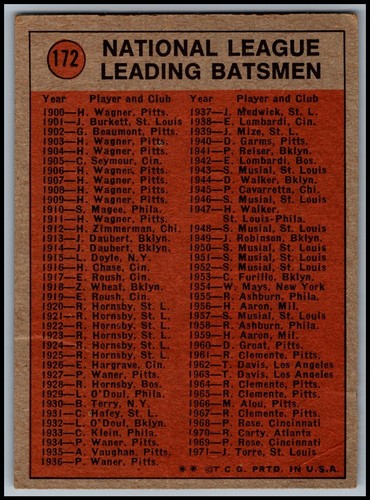 172
NATIONAL LEAGUE
LEADING BATSMEN
Year Player and Club
1900—H. Wagner, Pitts.
1901—J. Burkett, St. Louis
1902—G. Beaumont, Pitts.
1903—H. Wagner, Pitts.
1904—H. Wagner, Pitts.
1905—C. Seymour, Cin.
1906—H. Wagner, Pitts.
1907—H. Wagner, Pitts.
1908—H. Wagner, Pitts.
1909—H. Wagner, Pitts.
1910—S. Magee, Phila.
1911—H. Wagner, Pitts.
1912—H. Zimmerman, Chi.
1913—J. Daubert, Bklyn.
1914—J. Daubert, Bklyn.
1915—L. Doyle, N.Y.
1916—H. Chase, Cin.
1917—E. Roush, Cin.
1918—Z. Wheat, Bklyn.
1919—E. Roush, Cin.
1920—R. Hornsby, St. L.
1921—R. Hornsby, St. L.
1922—R. Hornsby, St. L.
1923—R. Hornsby, St. L.
1924—R. Hornsby, St. L.
1925—R. Hornsby, St. L.
1926—E. Hargrave, Cin.
1927—P. Waner, Pitts.
1928—R. Hornsby, Bos.
1929—L. O'Doul, Phila.
1930—B. Terry, N.Y.
1931—C. Hafey, St. L.
1932—L. O'Doul, Bklyn.
1933—C. Klein, Phila.
1934—P. Waner, Pitts.
1935—A. Vaughan, Pitts.
1936—P. Waner, Pitts.
Year Player and Club
1937—J. Medwick, St. L.
1938—E. Lombardi, Cin.
1939—J. Mize, St. L.
1940—D. Garms, Pitts.
1941—P. Reiser, Bklyn.
1942—E. Lombardi, Bos.
1943—S. Musial, St. Louis
1944—D. Walker, Bklyn.
1945—P. Cavarretta, Chi.
1946—S. Musial, St. Louis
1947—H. Walker,
St. Louis-Phila.
1948—S. Musial, St. Louis
1949—J. Robinson, Bklyn.
1950—S. Musial, St. Louis
1951—S. Musial, St. Louis
1952—S. Musial, St. Louis
1953—C. Furillo, Bklyn.
1954—W. Mays, New York
1955—R. Ashburn, Phila.
1956—H. Aaron, Mil.
1957—S. Musial, St. Louis
1958—R. Ashburn, Phila.
1959—H. Aaron, Mil.
1960—D. Groat, Pitts.
1961—R. Clemente, Pitts.
1962—T. Davis, Los Angeles
1963—T. Davis, Los Angeles
1964—R. Clemente, Pitts.
1965—R. Clemente, Pitts.
1966—M. Alou, Pitts.
1967—R. Clemente, Pitts.
1968—P. Rose, Cincinnati
1970—R. Carty, Atlanta
1969—P. Rose, Cincinnati
1971—J. Torre, St. Louis
** ©T.C.G. PRTD. IN U.S.A.